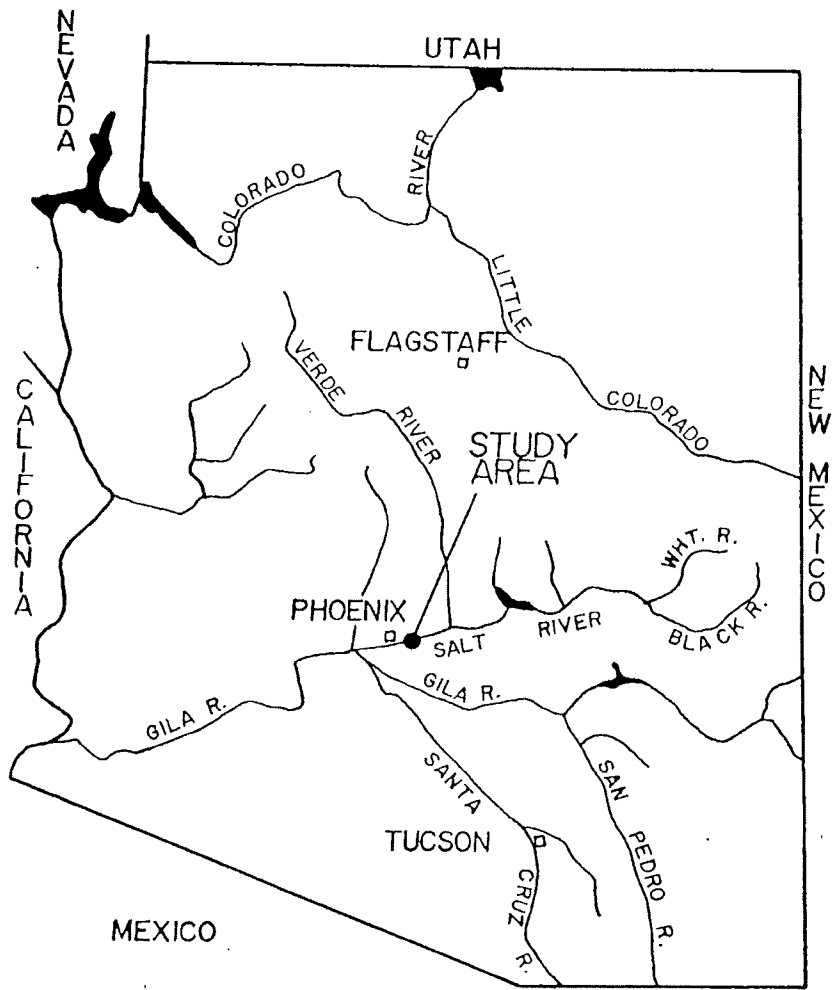 NEVADA
UTAH
COLORADO
RIVER
LITTLE
COLORADO
FLAGSTAFF
VERDE
RIVER
CALIFORNIA
NEW MEXICO
STUDY
AREA
WHT. R.
BLACK R.
PHOENIX
SALT
RIVER
GILA R.
GILA R.
SANTA
CRUZ
R.
TUCSON
SAN
PEDRO
R.
MEXICO